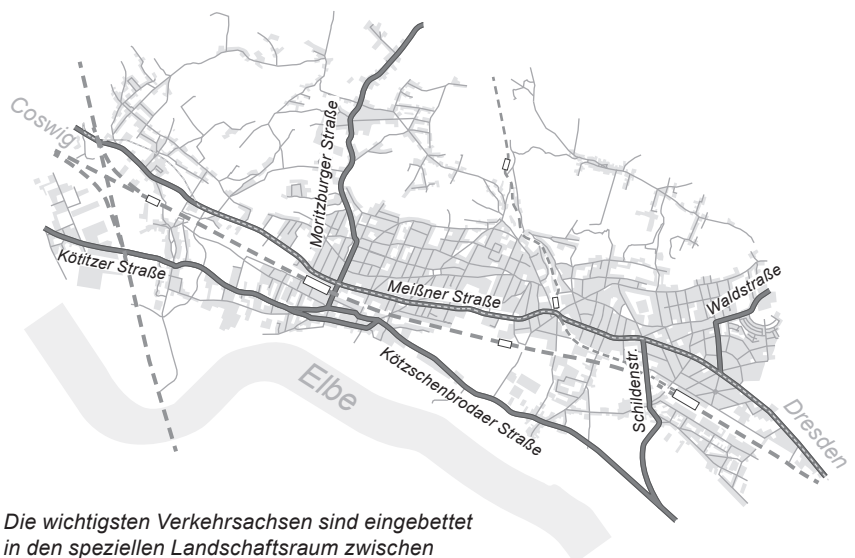 Coswig
Moritzburger Straße
Kötitzer Straße
Meißner Straße
Waldstraße
Elbe
Kötzschenbrodaer Straße
Schildenstr.
Dresden
Die wichtigsten Verkehrsachsen sind eingebettet
in den speziellen Landschaftsraum zwischen